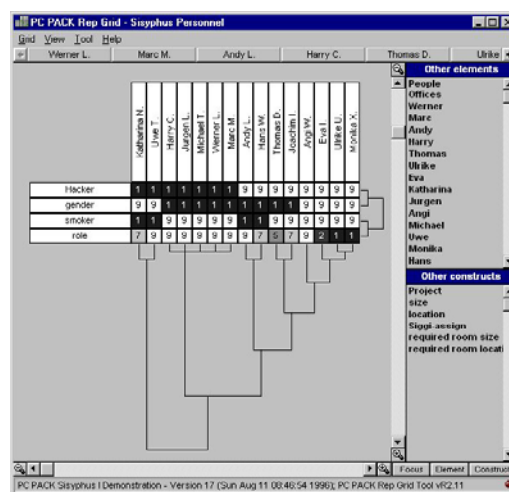 PC PACK Rep Grid - Sisyphus Personnel
Grid View Tool Help
Werner L. Marc M. Andy L. Harry C. Thomas D. Ulrike
Katharina N. Uwe T. Harry C. Jurgen L. Michael T. Werner L. Marc M. Andy L. Hans W. Thomas D. Joachim I. Angi W. Eva I. Ulrike U. Monika X.
Hacker 1 1 1 1 1 1 1 9 9 9 9 9 9 9 9
gender 9 9 1 1 1 1 1 1 1 1 1 9 9 9 9
smoker 1 1 9 9 9 9 9 1 1 9 9 9 9 9 9
role 7 9 9 9 9 9 9 9 7 5 7 9 2 1 1
Other elements
People
Offices
Werner
Marc
Andy
Harry
Thomas
Ulrike
Eva
Katharina
Jurgen
Angi
Michael
Uwe
Monika
Hans
Other constructs
Project
size
location
Siggi-assign
required room size
required room locati
Focus Element Construct
PC PACK Sisyphus I Demonstration - Version 17 (Sun Aug 11 08:46:54 1996); PC PACK Rep Grid Tool vR2.11